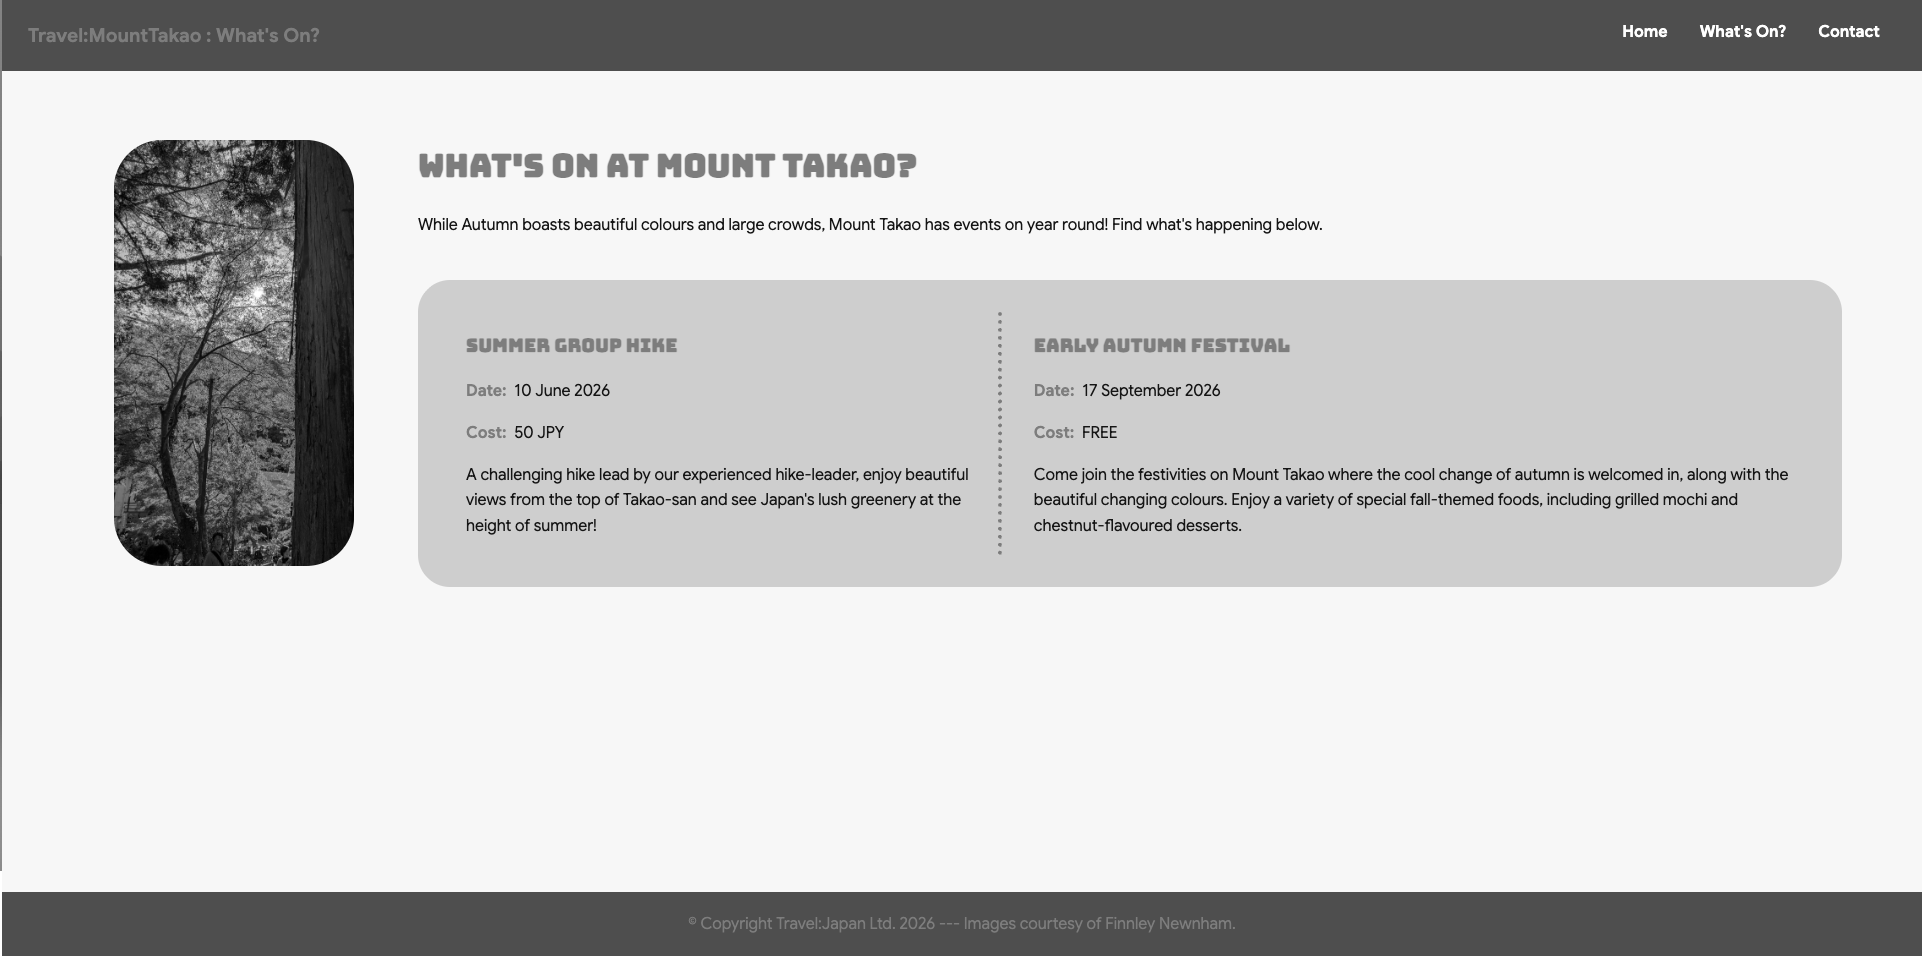 Travel:MountTakao : What's On?
Home
What's On?
Contact
WHAT'S ON AT MOUNT TAKAO?
While Autumn boasts beautiful colours and large crowds, Mount Takao has events on year round! Find what's happening below.
SUMMER GROUP HIKE
Date: 10 June 2026
Cost: 50 JPY
A challenging hike lead by our experienced hike-leader, enjoy beautiful
views from the top of Takao-san and see Japan's lush greenery at the
height of summer!
EARLY AUTUMN FESTIVAL
Date: 17 September 2026
Cost: FREE
Come join the festivities on Mount Takao where the cool change of autumn is welcomed in, along with the
beautiful changing colours. Enjoy a variety of special fall-themed foods, including grilled mochi and
chestnut-flavoured desserts.
© Copyright Travel:Japan Ltd. 2026 --- Images courtesy of Finnley Newnham.